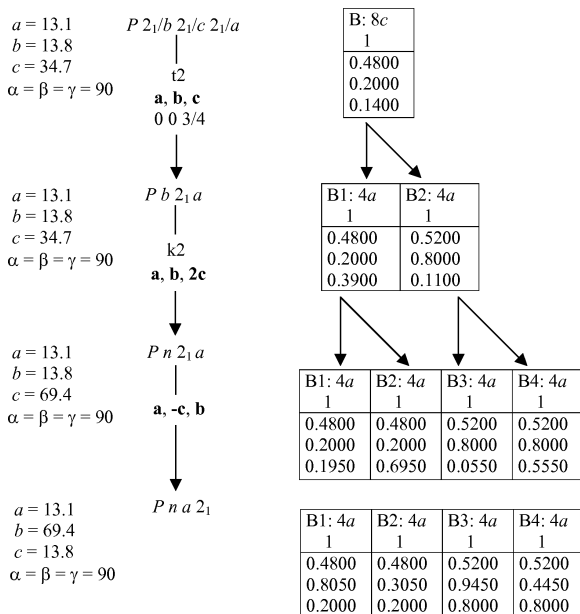 a = 13.1
b = 13.8
c = 34.7
α = β = γ = 90
P 2₁/b 2₁/c 2₁/a
t2
a, b, c
0 0 3/4
B: 8c
1
0.4800
0.2000
0.1400
a = 13.1
b = 13.8
c = 34.7
α = β = γ = 90
P b 2₁ a
k2
a, b, 2c
B1: 4a B2: 4a
1 1
0.4800 0.5200
0.2000 0.8000
0.3900 0.1100
a = 13.1
b = 13.8
c = 69.4
α = β = γ = 90
P n 2₁ a
a, -c, b
B1: 4a B2: 4a B3: 4a B4: 4a
1 1 1 1
0.4800 0.4800 0.5200 0.5200
0.2000 0.2000 0.8000 0.8000
0.1950 0.6950 0.0550 0.5550
a = 13.1
b = 69.4
c = 13.8
α = β = γ = 90
P n a 2₁
B1: 4a B2: 4a B3: 4a B4: 4a
1 1 1 1
0.4800 0.4800 0.5200 0.5200
0.8050 0.3050 0.9450 0.4450
0.2000 0.2000 0.8000 0.8000